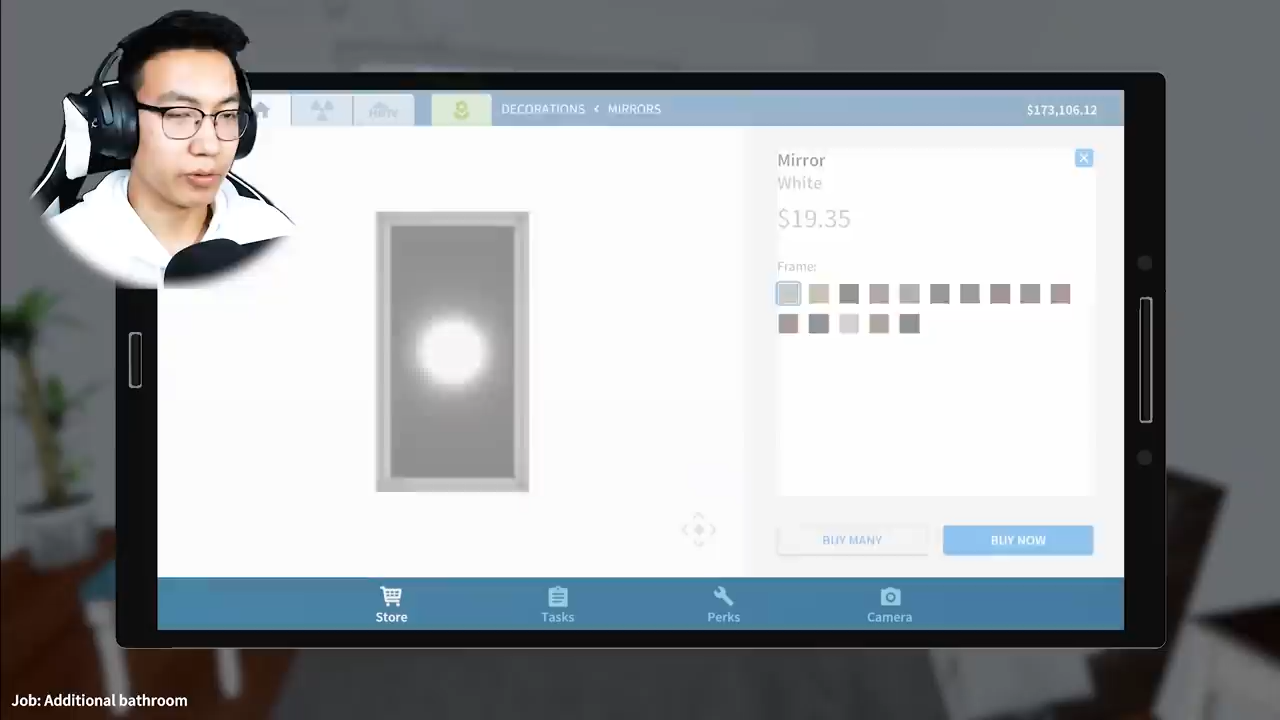 DECORATIONS < MIRRORS
$173,106.12
Mirror
White
$19.35
Frame:
BUY MANY
BUY NOW
Store
Tasks
Perks
Camera
Job: Additional bathroom